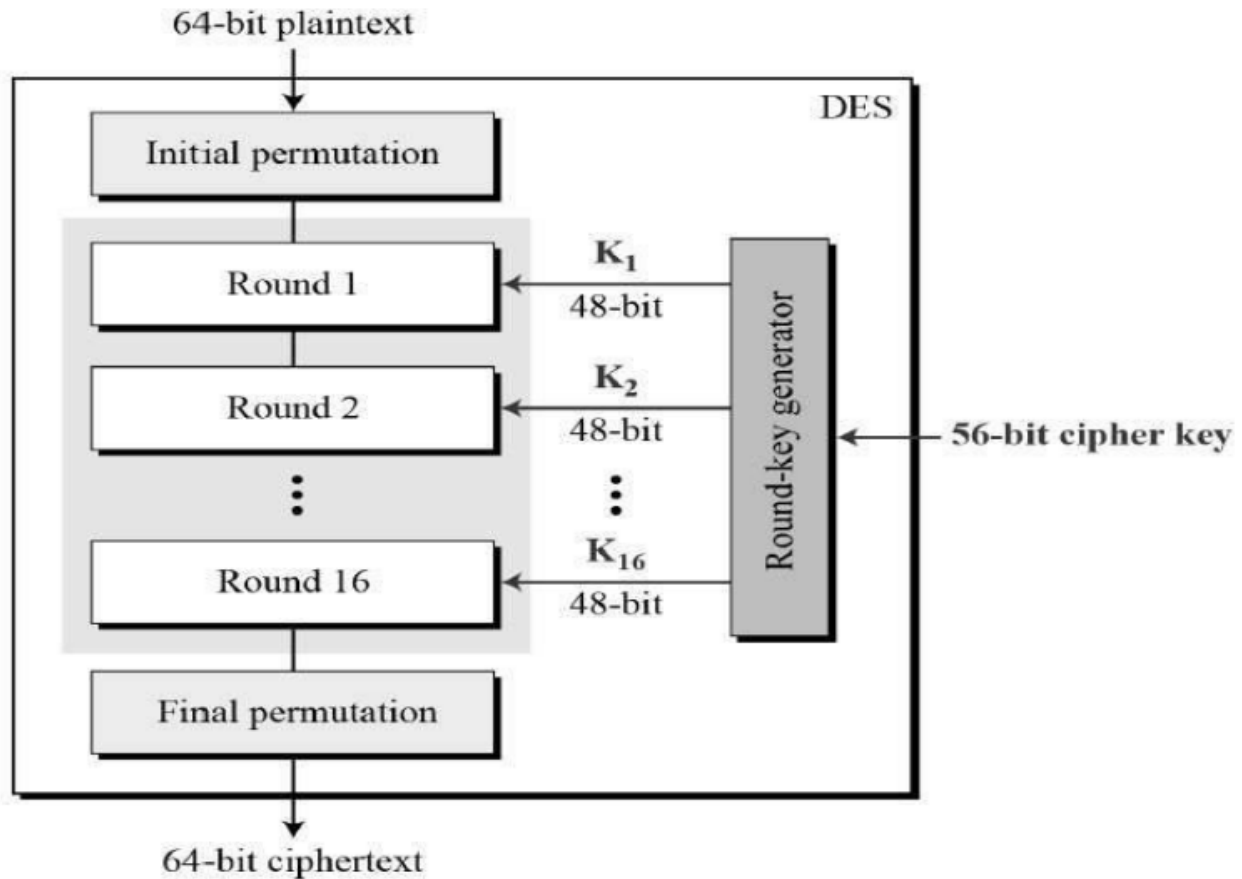 64-bit plaintext
DES
Initial permutation
Round 1
K₁
48-bit
Round 2
K₂
48-bit
Round-key generator
56-bit cipher key
Round 16
K₁₆
48-bit
Final permutation
64-bit ciphertext